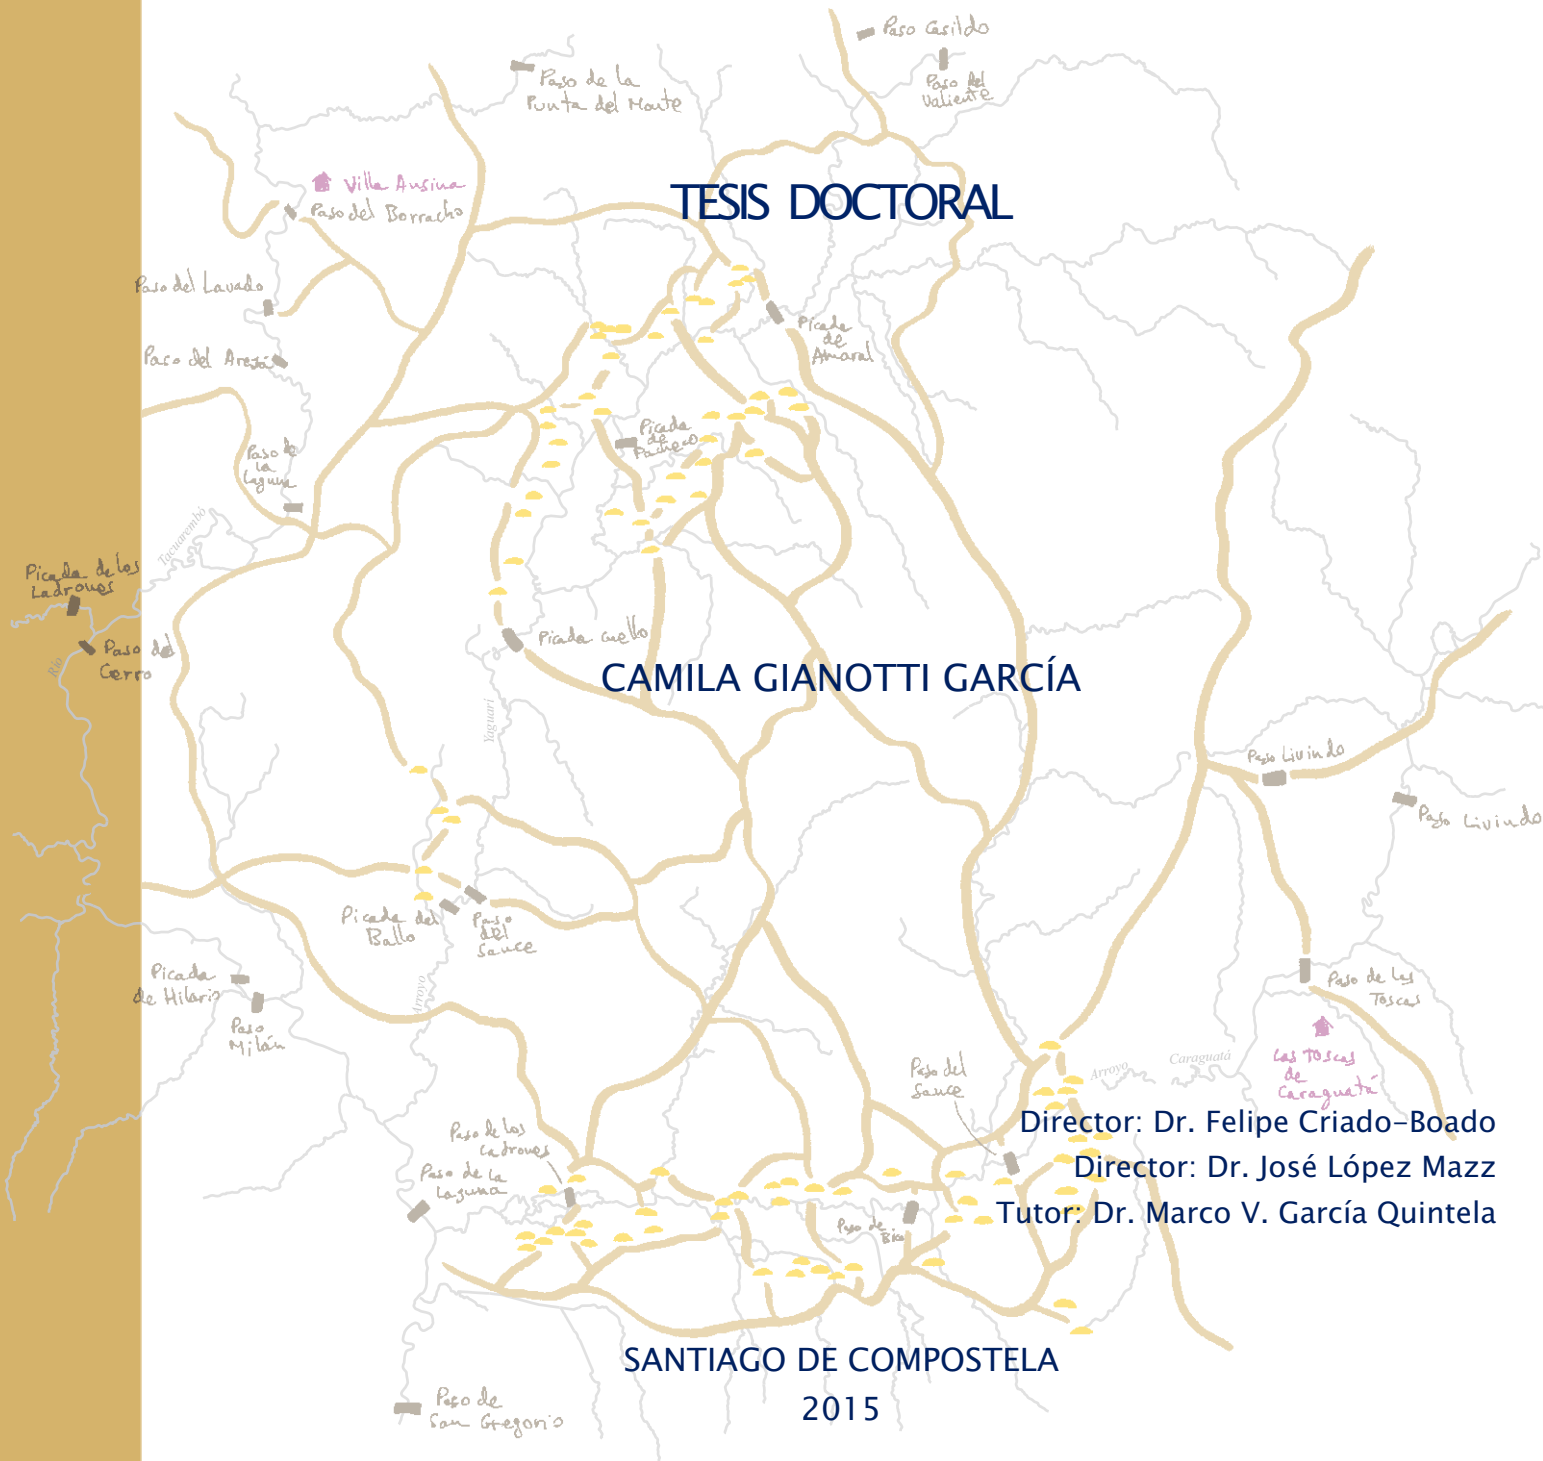 Paso Casildo
Paso del
Valiente
Paso de la
Punta del Monte
TESIS DOCTORAL
Villa Ansina
Paso del Borracho
Paso del Lavado
Picada
de
Amaral
Paso del
Picada
de
Pacheco
Paso de
la
Laguna
Tacuarembó
Picada de los
Ladrones
Paso del
Cerro
Río
Picada Cuello
CAMILA GIANOTTI GARCÍA
Yaguarí
Paso Livindo
Paso Livindo
Picada del
Ballo
Paso
del
Sauce
Picada
de Hilario
Paso
Milán
Arroyo
Paso de las
Toscas
Las Toscas
de
Caraguatá
Arroyo
Caraguatá
Paso del
Sauce
Director: Dr. Felipe Criado-Boado
Director: Dr. José López Mazz
Tutor: Dr. Marco V. García Quintela
Paso de los
Ladrones
Paso de la
Laguna
Paso de
SANTIAGO DE COMPOSTELA
2015
Paso de
San Gregorio